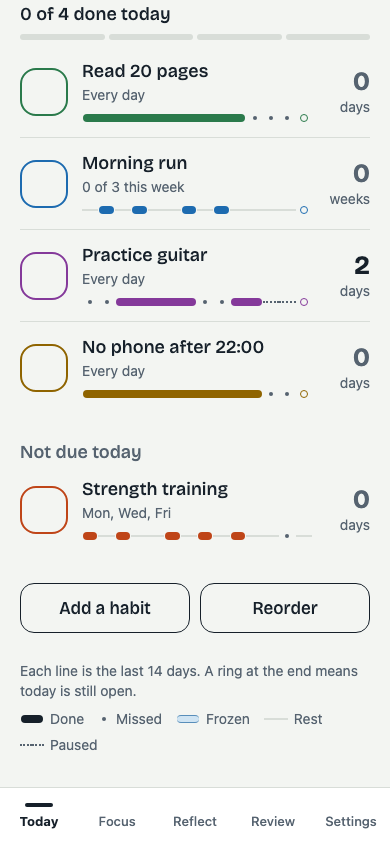 0 of 4 done today
Read 20 pages
Every day
0
days
Morning run
0 of 3 this week
0
weeks
Practice guitar
Every day
2
days
No phone after 22:00
Every day
0
days
Not due today
Strength training
Mon, Wed, Fri
0
days
Add a habit
Reorder
Each line is the last 14 days. A ring at the end means
today is still open.
Done
Missed
Frozen
Rest
Paused
Today
Focus
Reflect
Review
Settings